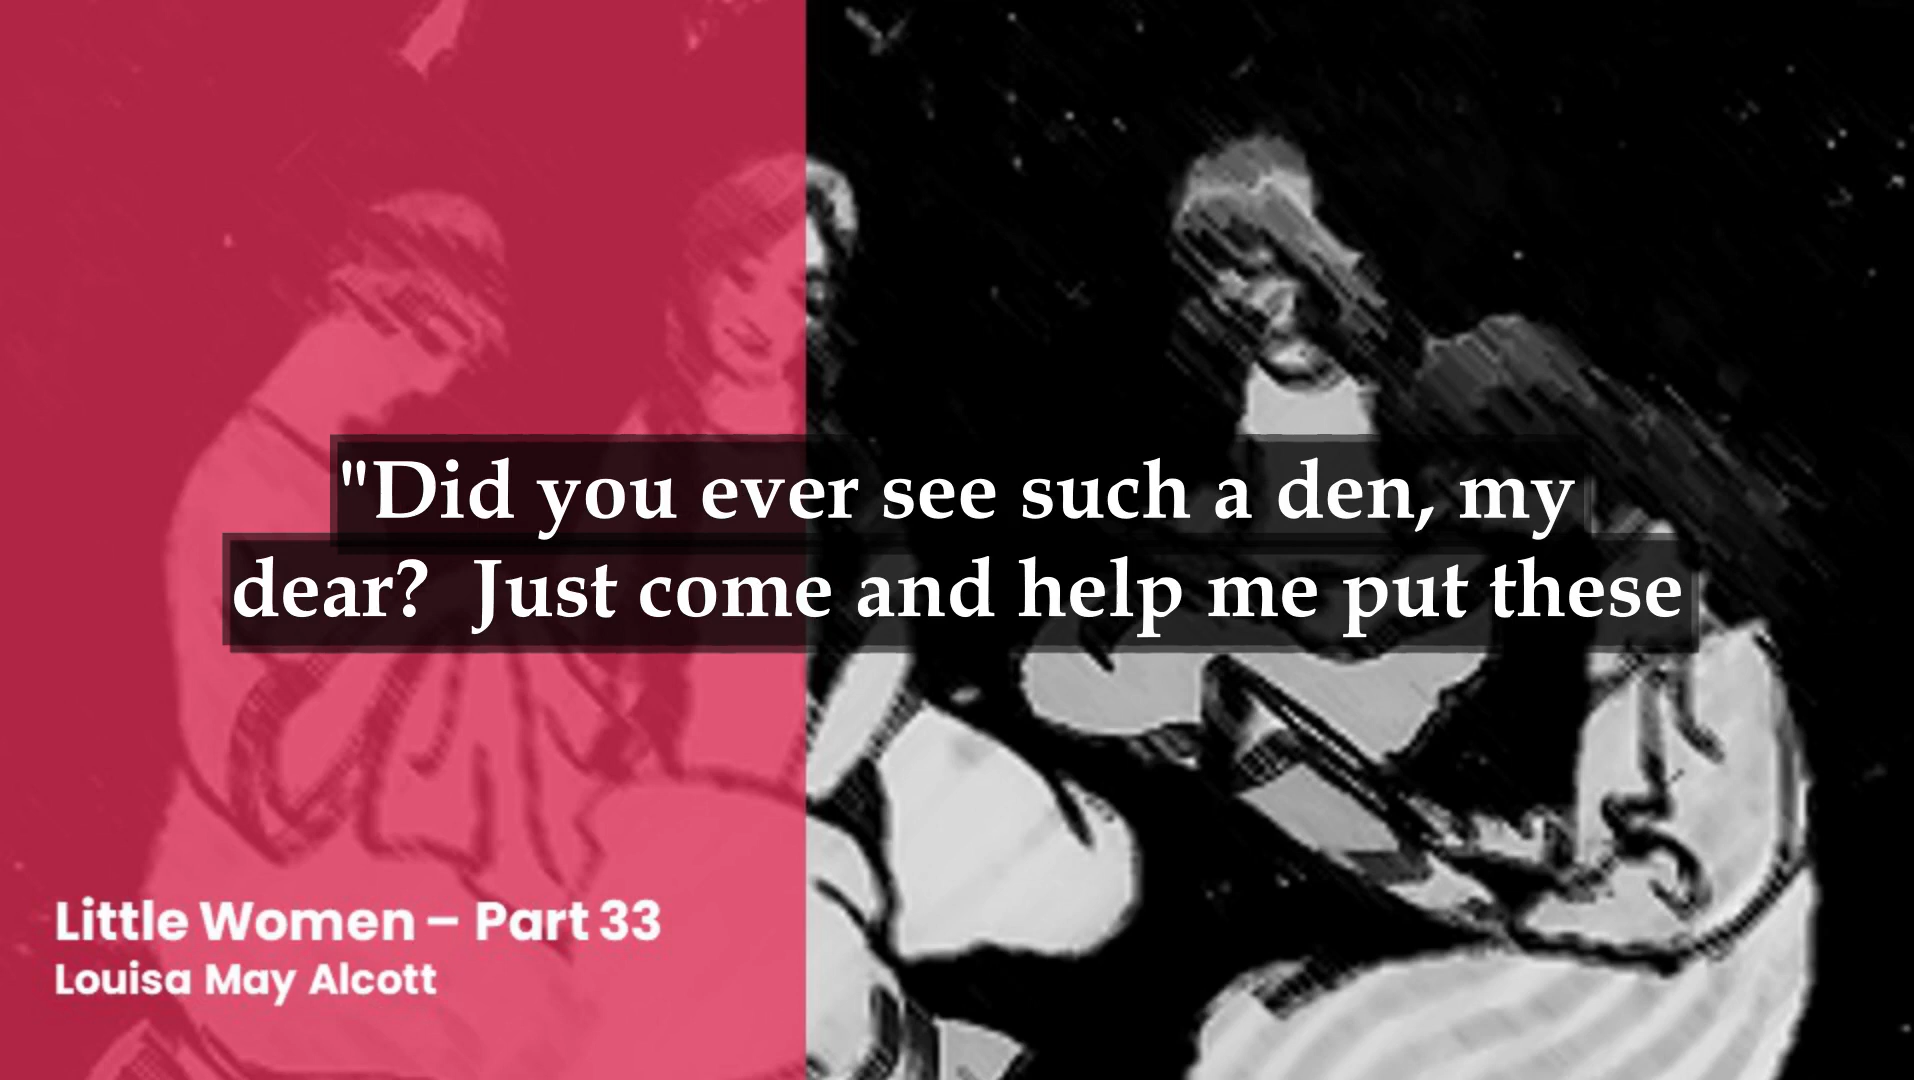 "Did you ever see such a den, my
dear?  Just come and help me put these
Little Women – Part 33
Louisa May Alcott